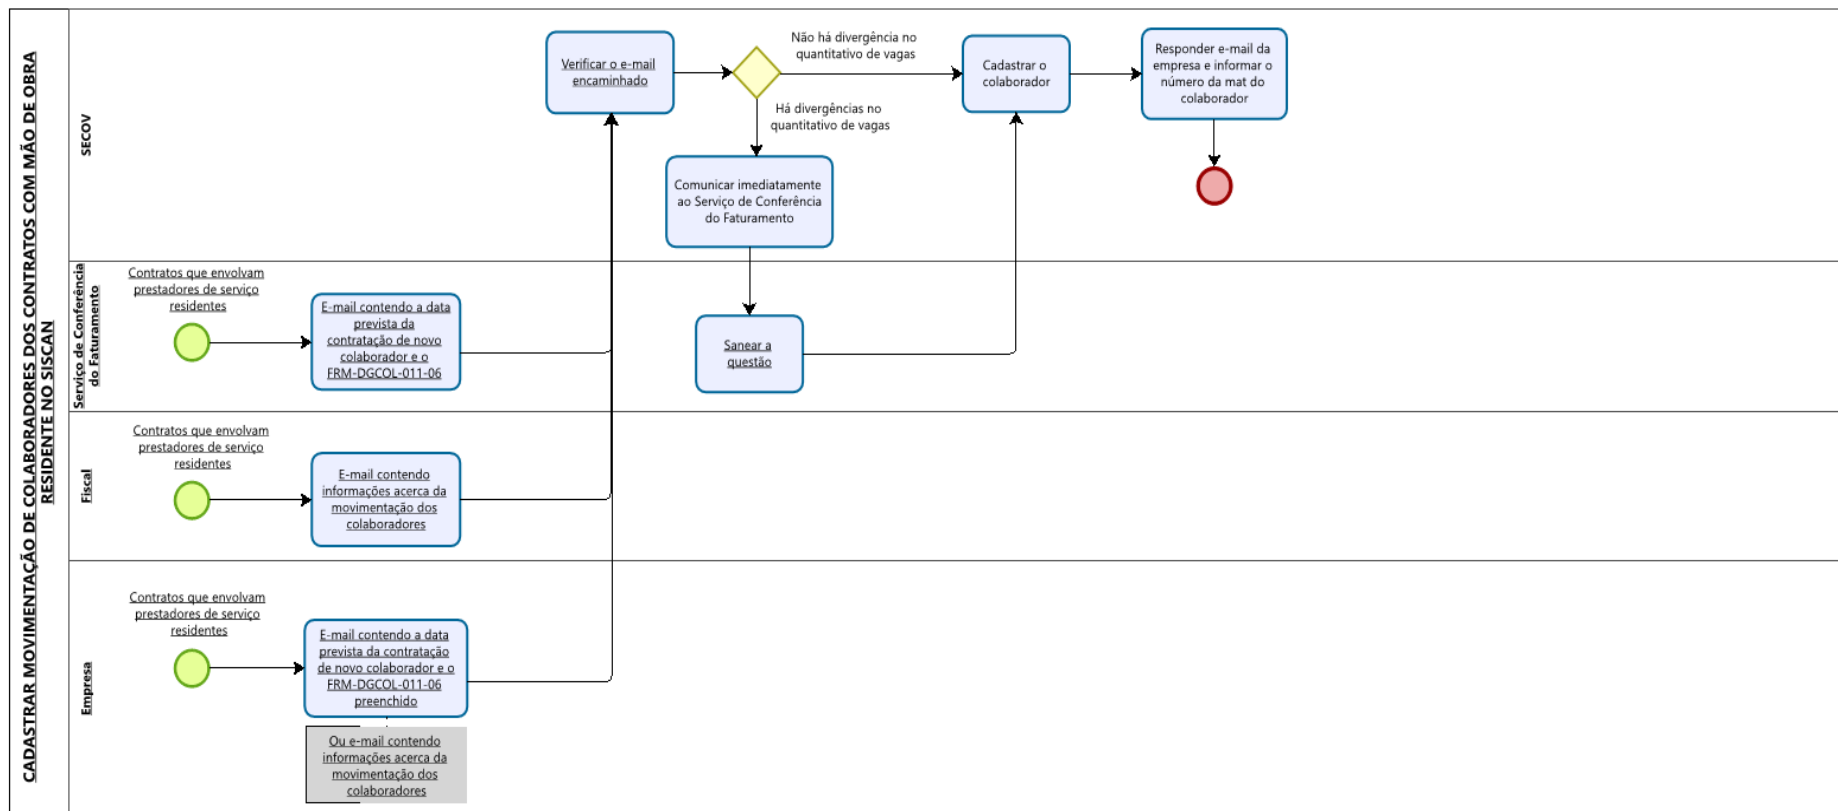 CADASTRAR MOVIMENTAÇÃO DE COLABORADORES DOS CONTRATOS COM MÃO DE OBRA
RESIDENTE NO SISCAN
SECOV
Verificar o e-mail
encaminhado
Não há divergência no
quantitativo de vagas
Há divergências no
quantitativo de vagas
Cadastrar o
colaborador
Responder e-mail da
empresa e informar o
número da mat do
colaborador
Comunicar imediatamente
ao Serviço de Conferência
do Faturamento
Serviço de Conferência
do Faturamento
Contratos que envolvam
prestadores de serviço
residentes
E-mail contendo a data
prevista da
contratação de novo
colaborador e o
FRM-DGCOL-011-06
Sanear a
questão
Fiscal
Contratos que envolvam
prestadores de serviço
residentes
E-mail contendo
informações acerca da
movimentação dos
colaboradores
Empresa
Contratos que envolvam
prestadores de serviço
residentes
E-mail contendo a data
prevista da contratação
de novo colaborador e o
FRM-DGCOL-011-06
preenchido
Ou e-mail contendo
informações acerca da
movimentação dos
colaboradores